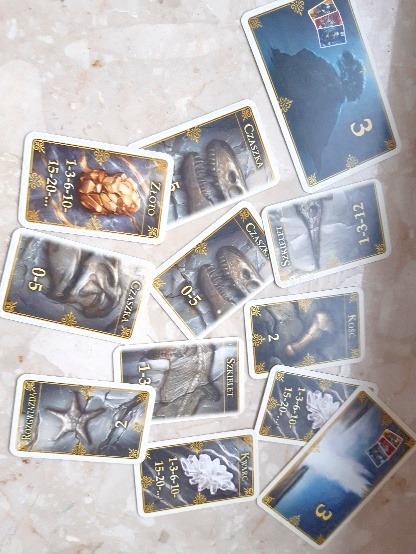 3
CZASZKA
5
ZŁOTO
1-3-6-10-
15-20-...
SZKIELET
1-3-12
CZASZKA
0-5
CZASZKA
0-5
KOŚĆ
2
SZKIELET
1-3
ROZGWIAZDA
2
1-3-6-10-
15-20-...
KWARC
1-3-6-10-
15-20-...
3